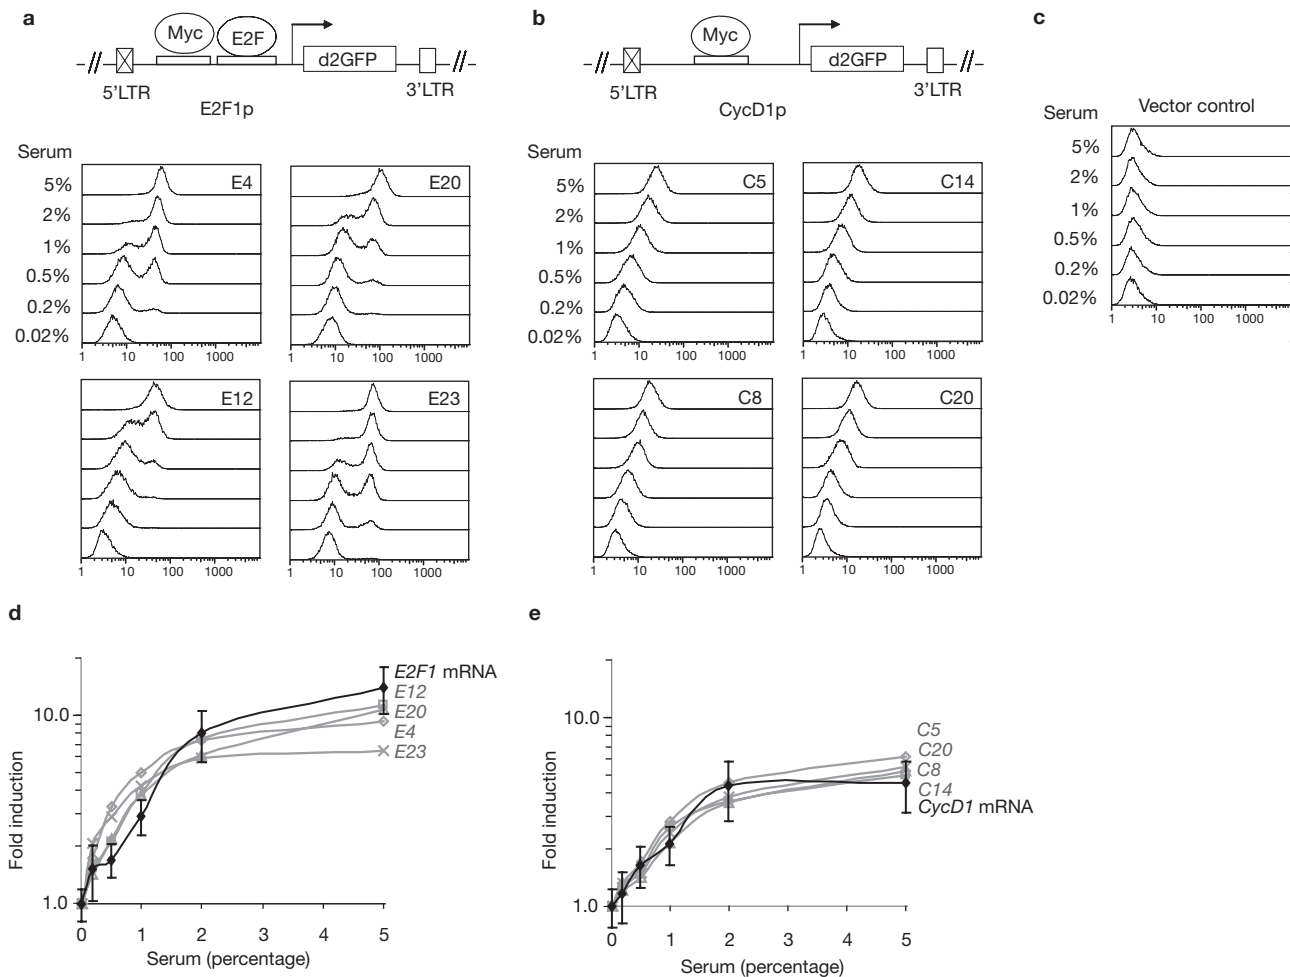 a
Myc
E2F
d2GFP
5'LTR
3'LTR
E2F1p
Serum
5%
2%
1%
0.5%
0.2%
0.02%
E4
1 10 100 1000
E20
1 10 100 1000
E12
1 10 100 1000
E23
1 10 100 1000
b
Myc
d2GFP
5'LTR
3'LTR
CycD1p
Serum
5%
2%
1%
0.5%
0.2%
0.02%
C5
1 10 100 1000
C14
1 10 100 1000
C8
1 10 100 1000
C20
1 10 100 1000
c
Vector control
Serum
5%
2%
1%
0.5%
0.2%
0.02%
1 10 100 1000
d
Fold induction
10.0
1.0
0 1 2 3 4 5
Serum (percentage)
E2F1 mRNA
E12
E20
E4
E23
e
Fold induction
10.0
1.0
0 1 2 3 4 5
Serum (percentage)
C5
C20
C8
C14
CycD1 mRNA